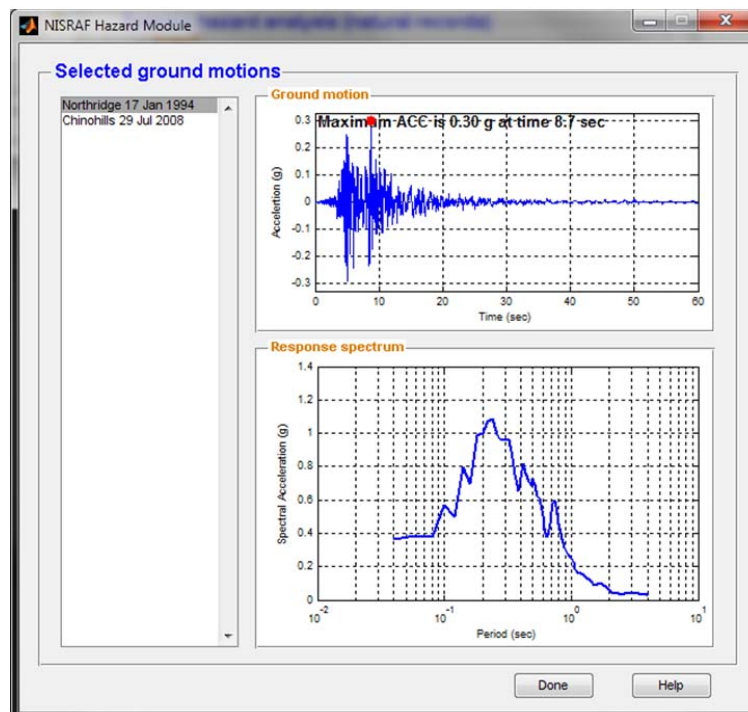 NISRAF Hazard Module
hazard analysis (natural records)
Selected ground motions
Northridge 17 Jan 1994
Chinohills 29 Jul 2008
Ground motion
Maximum ACC is 0.30 g at time 8.7 sec
0.3
0.2
0.1
0
-0.1
-0.2
-0.3
Accelertion (g)
0 10 20 30 40 50 60
Time (sec)
Response spectrum
1.4
1.2
1
0.8
0.6
0.4
0.2
0
Spectral Acceleration (g)
10-2 10-1 100 101
Period (sec)
Done Help